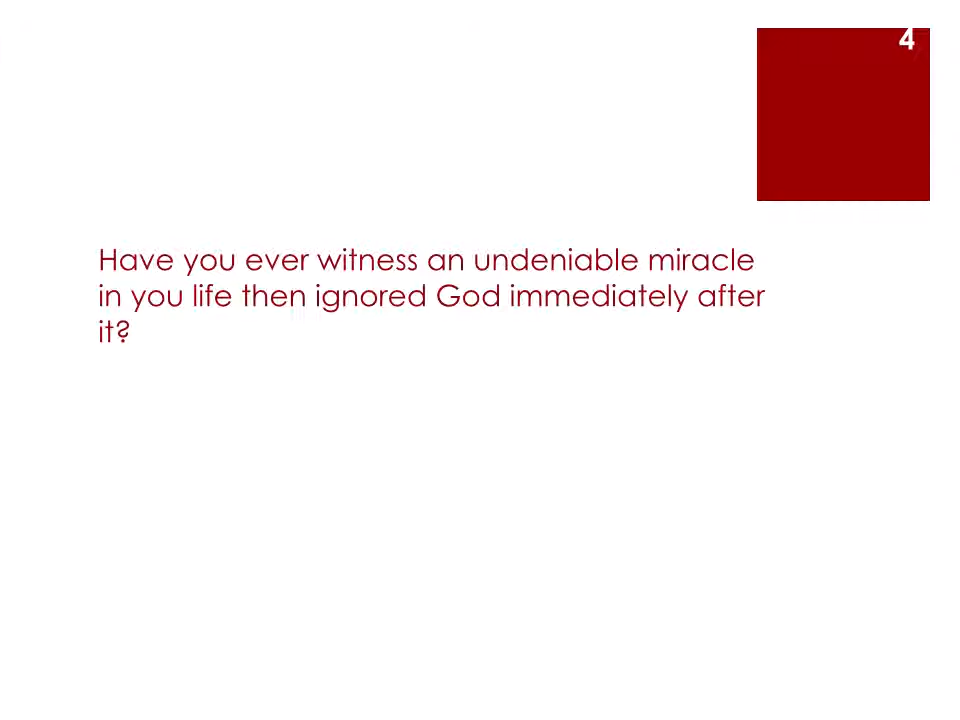 4
Have you ever witness an undeniable miracle
in you life then ignored God immediately after
it?